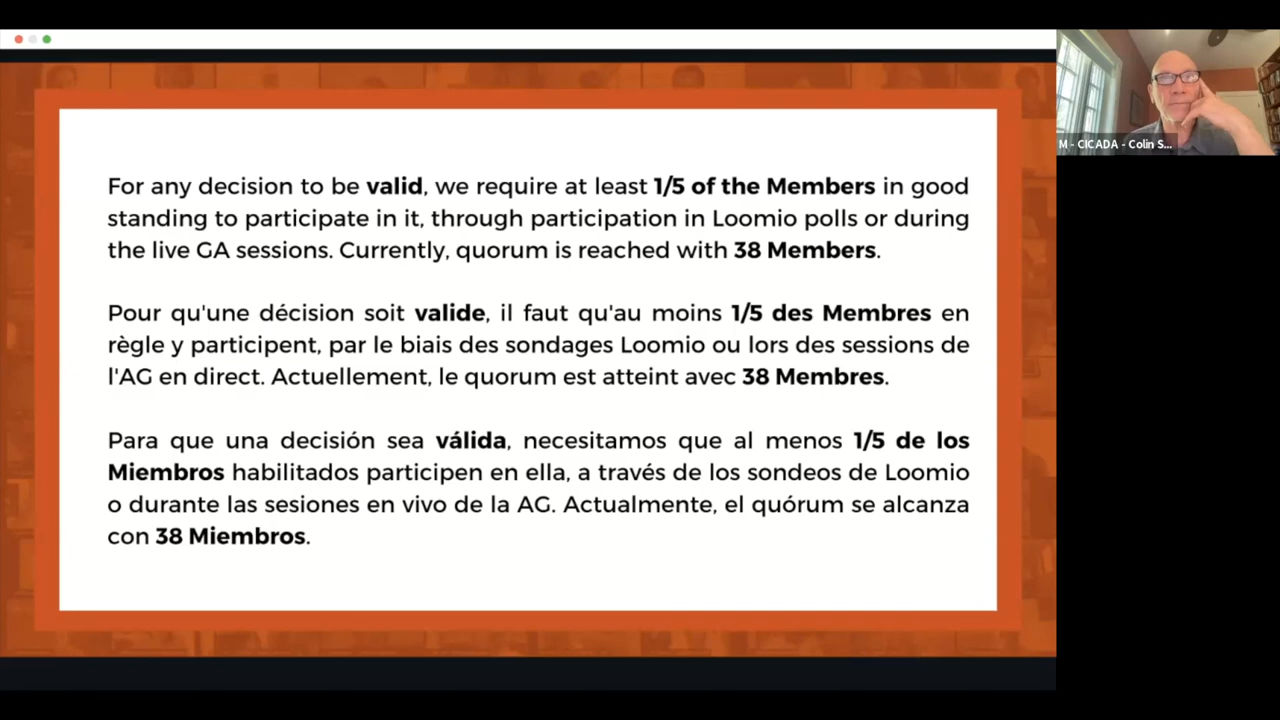 For any decision to be valid, we require at least 1/5 of the Members in good
standing to participate in it, through participation in Loomio polls or during
the live GA sessions. Currently, quorum is reached with 38 Members.
Pour qu'une décision soit valide, il faut qu'au moins 1/5 des Membres en
règle y participent, par le biais des sondages Loomio ou lors des sessions de
l'AG en direct. Actuellement, le quorum est atteint avec 38 Membres.
Para que una decisión sea válida, necesitamos que al menos 1/5 de los
Miembros habilitados participen en ella, a través de los sondeos de Loomio
o durante las sesiones en vivo de la AG. Actualmente, el quórum se alcanza
con 38 Miembros.
M - CICADA - Colin S...